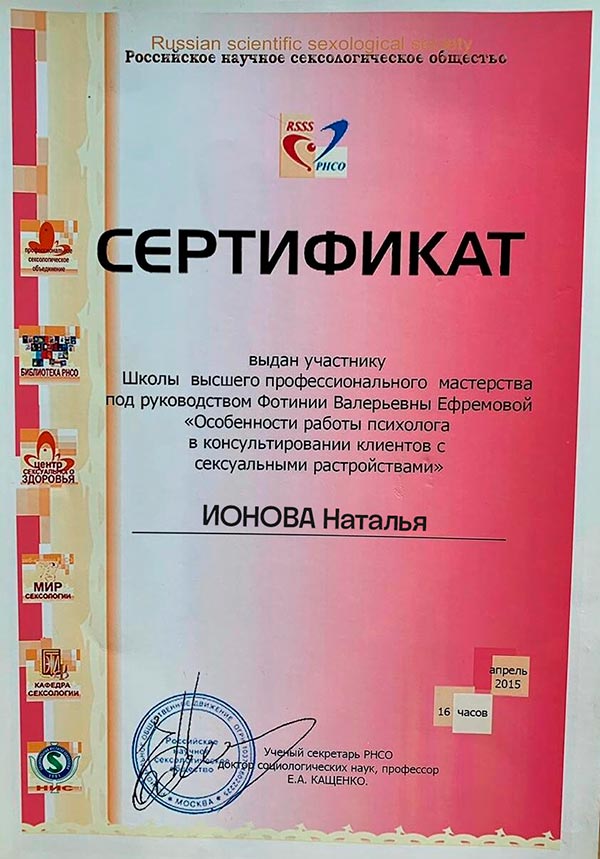 Russian scientific sexological society
Российское научное сексологическое общество
RSSS
РНСО
СЕРТИФИКАТ
профессиональное
сексологическое
объединение
БИБЛИОТЕКА РНСО
центр
СЕКСУАЛЬНОГО
ЗДОРОВЬЯ
МИР
СЕКСОЛОГИИ
КАФЕДРА
СЕКСОЛОГИИ
НИС
выдан участнику
Школы высшего профессионального мастерства
под руководством Фотинии Валерьевны Ефремовой
«Особенности работы психолога
в консультировании клиентов с
сексуальными растройствами»
ИОНОВА Наталья
апрель
2015
16 часов
Российское
научное
сексологическое
общество
МОСКВА
Ученый секретарь РНСО
доктор социологических наук, профессор
Е.А. КАЩЕНКО.